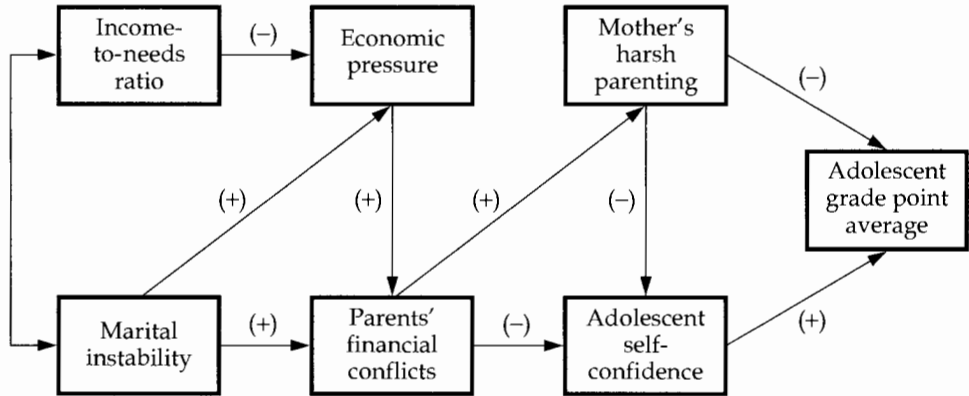 Income-
to-needs
ratio
(−)
Economic
pressure
Mother's
harsh
parenting
(−)
Adolescent
grade point
average
(+)
(+)
(+)
(−)
Marital
instability
(+)
Parents'
financial
conflicts
(−)
Adolescent
self-
confidence
(+)